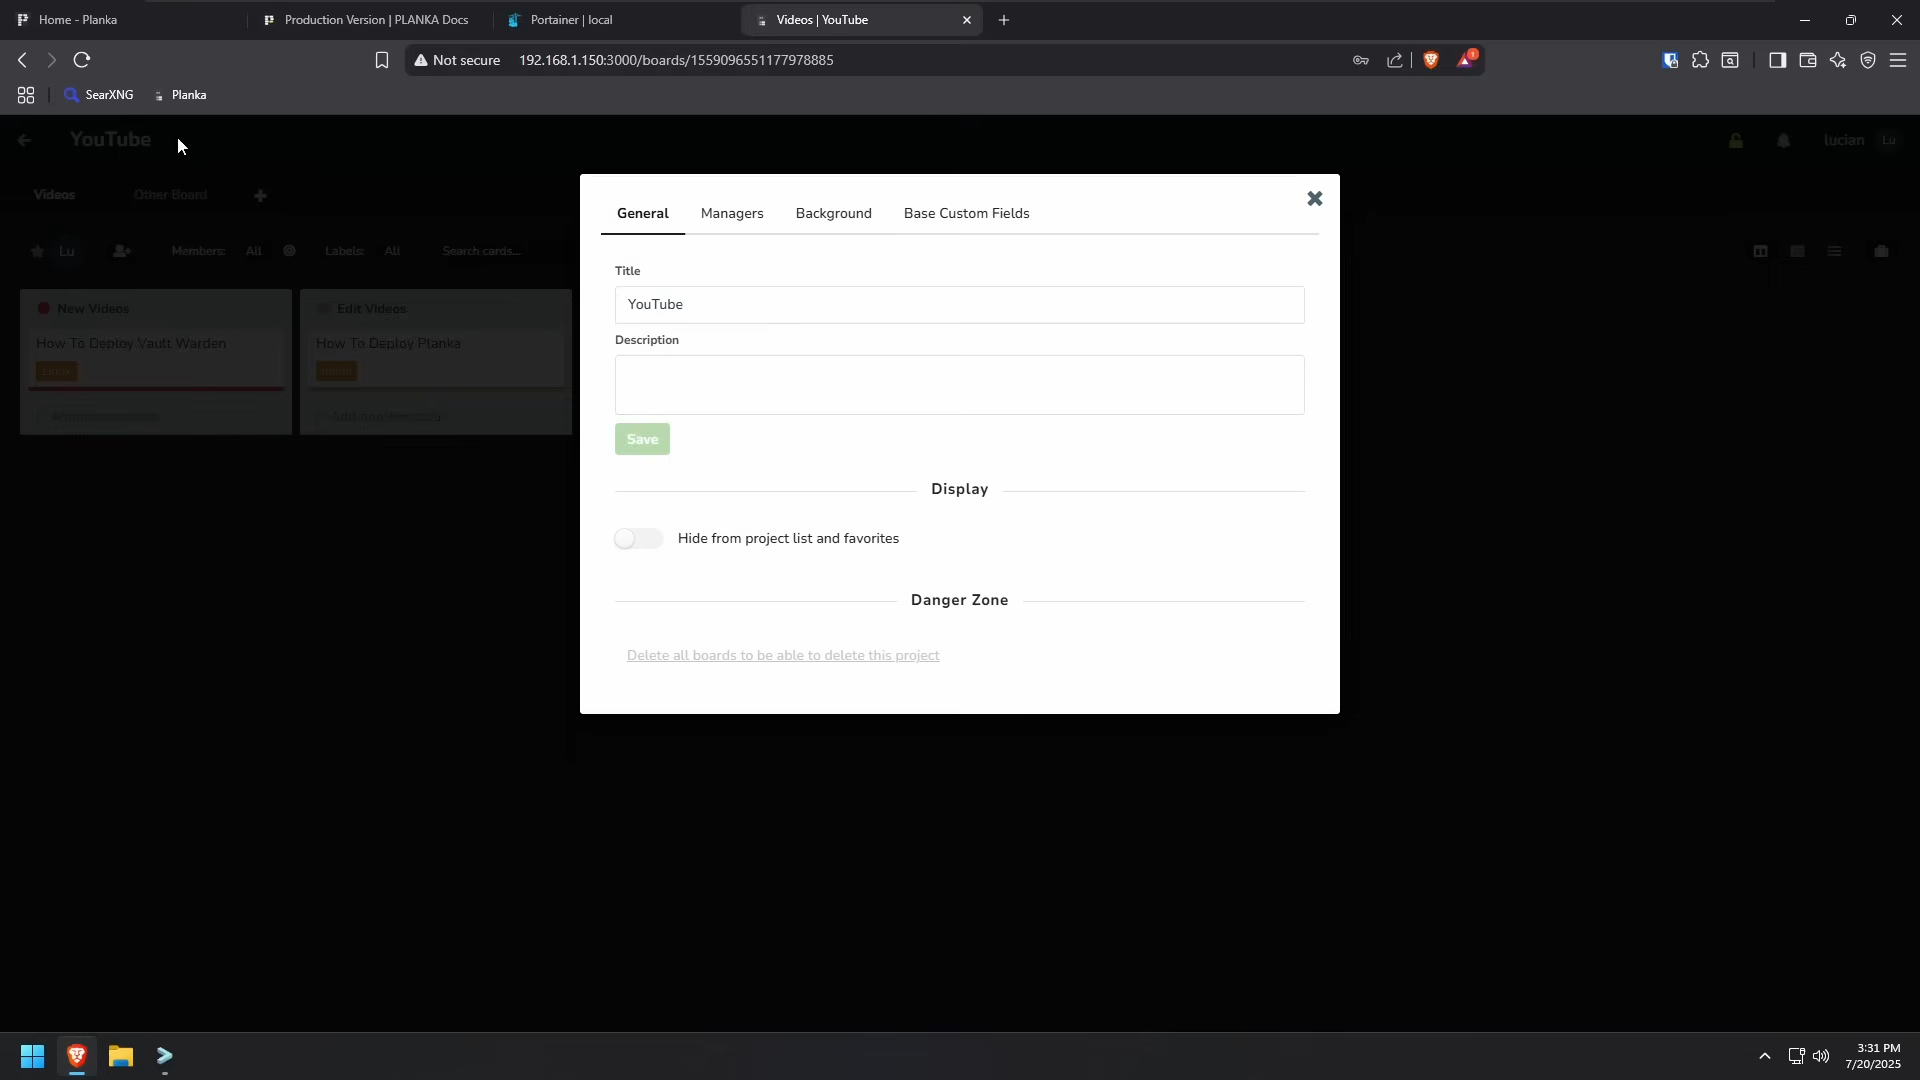 Home - Planka
Production Version | PLANKA Docs
Portainer | local
Videos | YouTube
Not secure 192.168.1.150:3000/boards/1559096551177978885
1
SearXNG
Planka
YouTube
lucian
Lu
Videos
Other Board
Lu
Members:
All
Labels:
All
Search cards...
General
Managers
Background
Base Custom Fields
Title
YouTube
Description
Save
Display
Hide from project list and favorites
Danger Zone
Delete all boards to be able to delete this project
New Videos
How To Deploy Vault Warden
Edit Videos
How To Deploy Planka
3:31 PM
7/20/2025